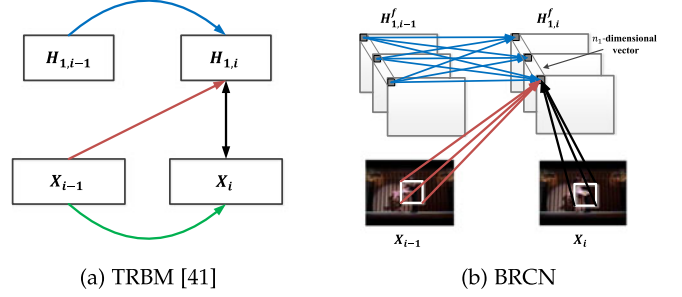 H₁,ᵢ₋₁
H₁,ᵢ
Xᵢ₋₁
Xᵢ
(a) TRBM [41]
Hᶠ₁,ᵢ₋₁
Hᶠ₁,ᵢ
n₁-dimensional
vector
Xᵢ₋₁
Xᵢ
(b) BRCN